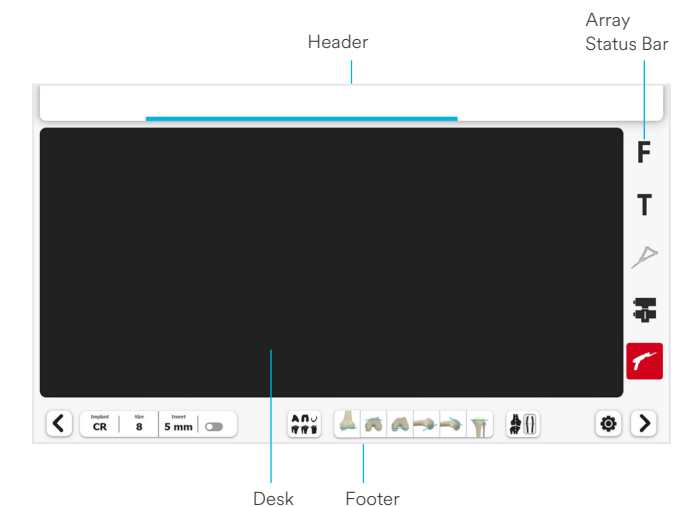 Array
Header
Status Bar
F
T
Implant Size Insert
CR 8 5 mm
Desk Footer